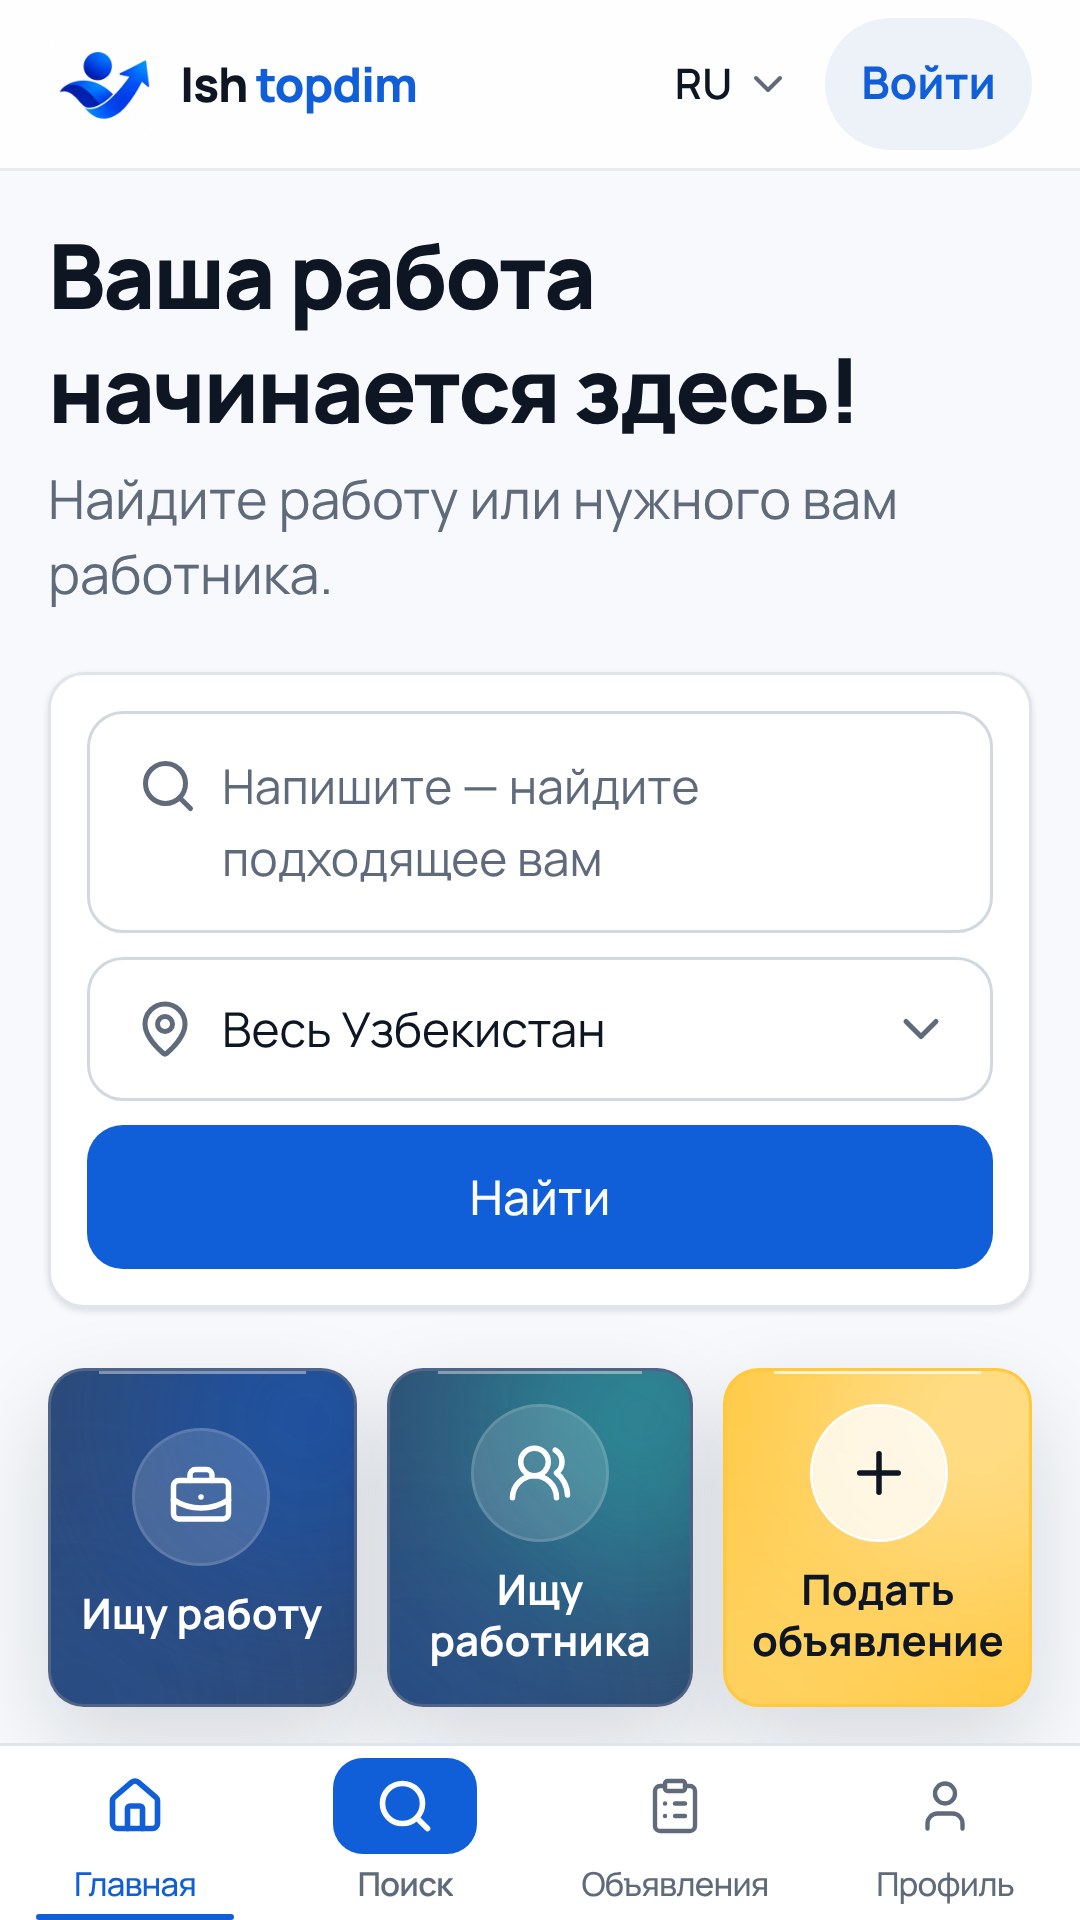 Ish topdim
RU
Войти
Ваша работа
начинается здесь!
Найдите работу или нужного вам
работника.
Напишите — найдите
подходящее вам
Весь Узбекистан
Найти
Ищу работу
Ищу
работника
Подать
объявление
Главная
Поиск
Объявления
Профиль